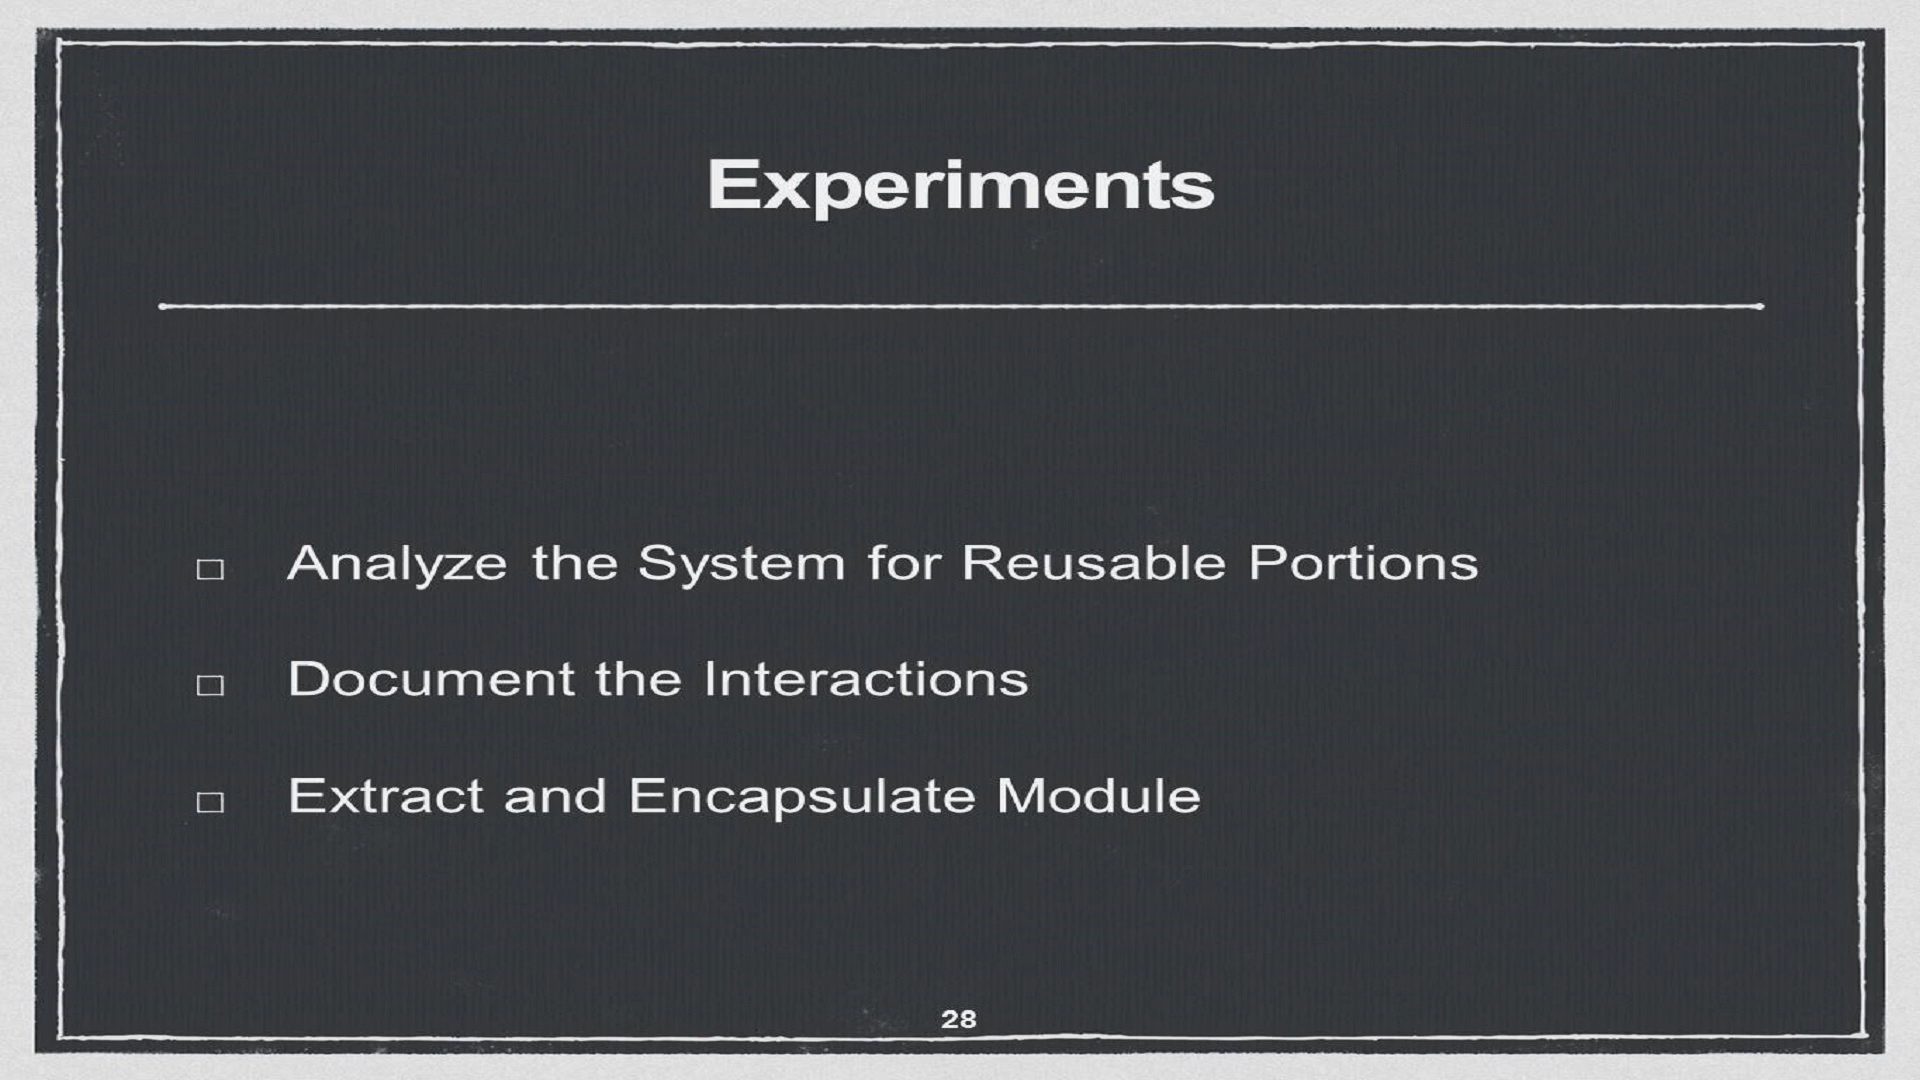 Experiments
□ Analyze the System for Reusable Portions
□ Document the Interactions
□ Extract and Encapsulate Module
28